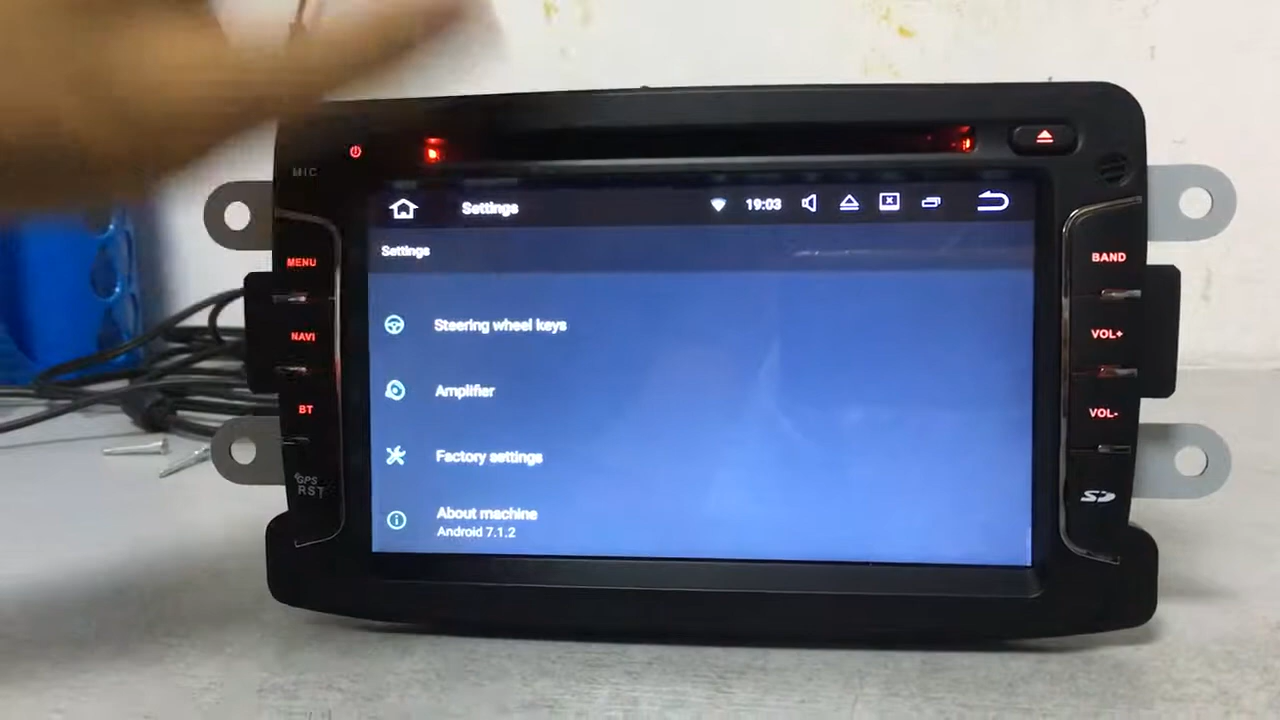 MIC
Settings
19:03
Settings
MENU
BAND
Steering wheel keys
NAVI
VOL+
Amplifier
BT
VOL-
Factory settings
GPS
RST
SD
About machine
Android 7.1.2